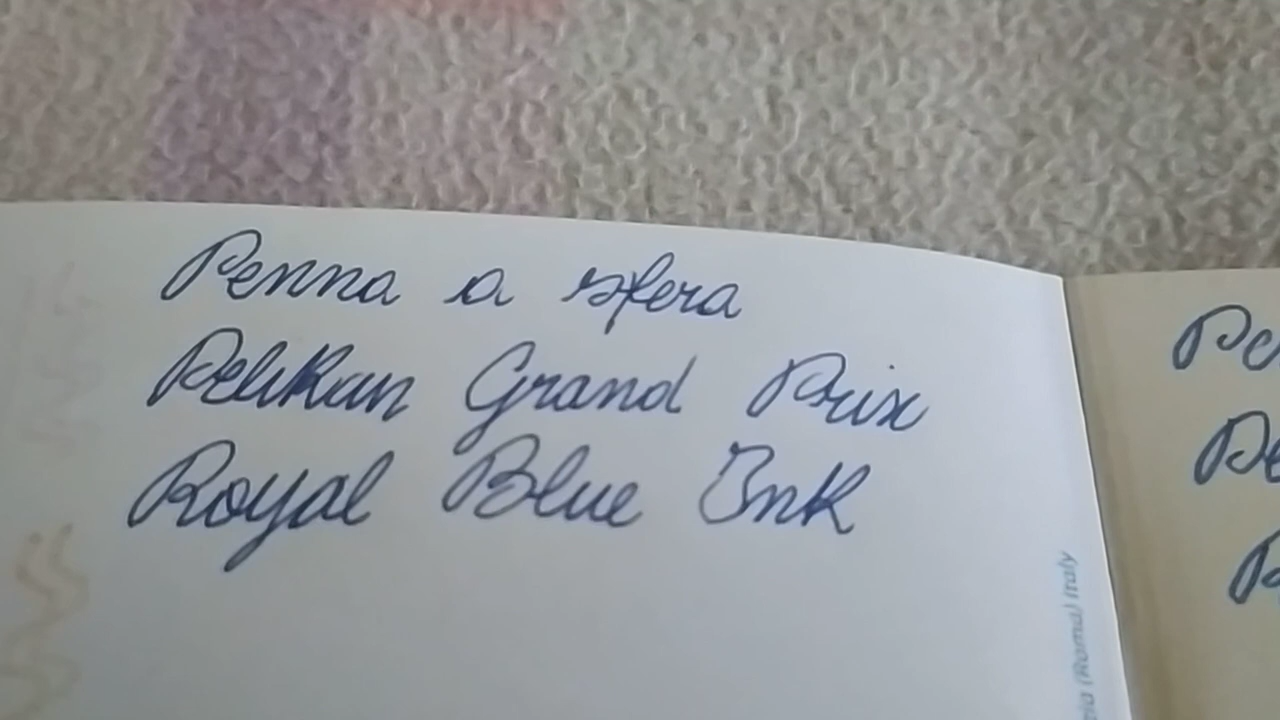 Penna a sfera
Pelikan Grand Prix
Royal Blue Ink
(Roma) Italy